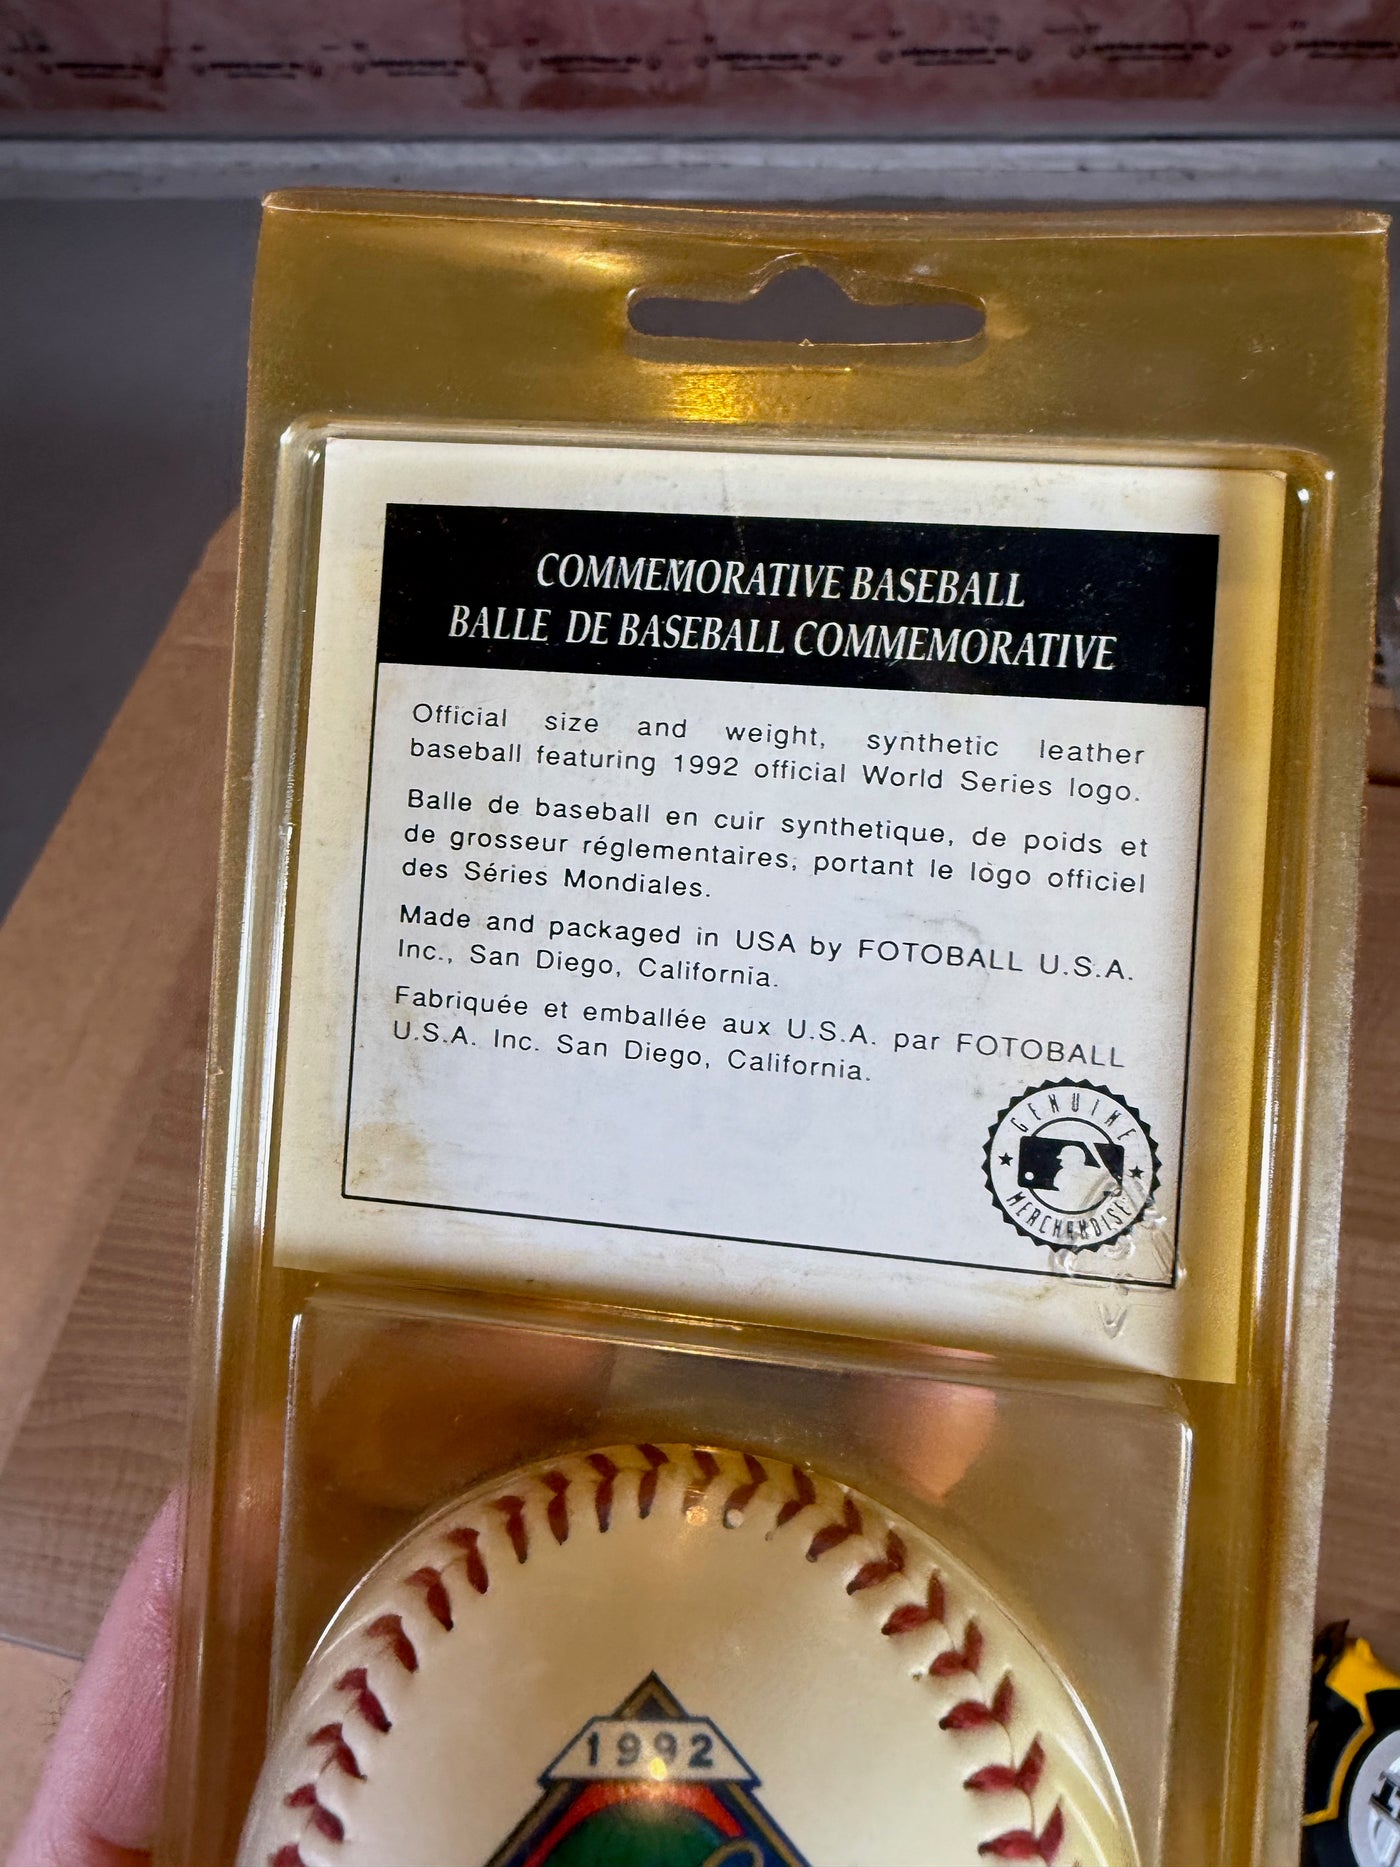 COMMEMORATIVE BASEBALL
BALLE DE BASEBALL COMMEMORATIVE
Official size and weight, synthetic leather
baseball featuring 1992 official World Series logo.
Balle de baseball en cuir synthetique, de poids et
de grosseur réglementaires, portant le logo officiel
des Séries Mondiales.
Made and packaged in USA by FOTOBALL U.S.A.
Inc., San Diego, California.
Fabriquée et emballée aux U.S.A. par FOTOBALL
U.S.A. Inc. San Diego, California.
GENUINE
MERCHANDISE
1992